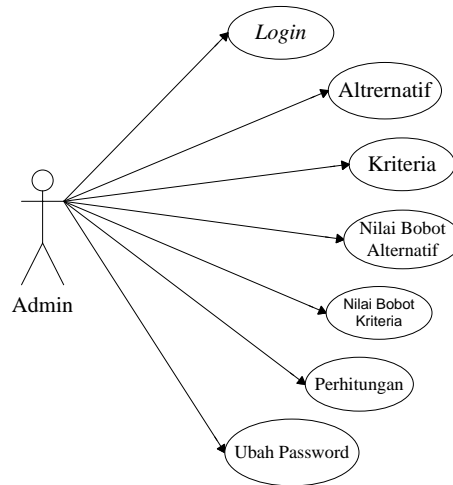 Login
Altrernatif
Kriteria
Nilai Bobot
Alternatif
Admin
Nilai Bobot
Kriteria
Perhitungan
Ubah Password